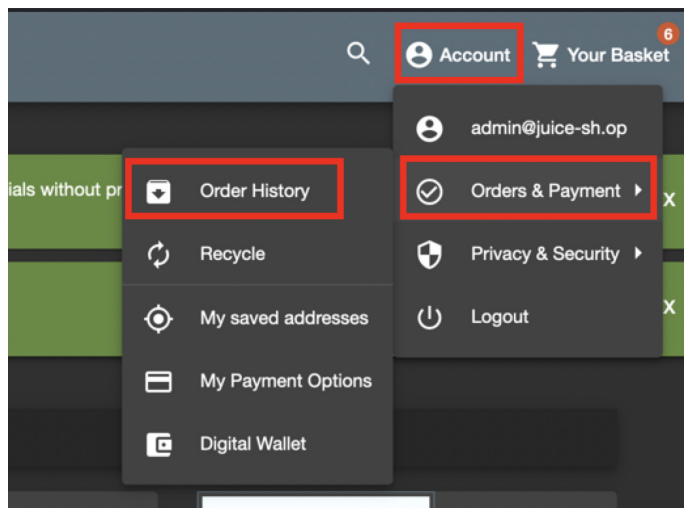 6
Account
Your Basket
admin@juice-sh.op
ials without pr
Order History
Orders & Payment
X
Recycle
Privacy & Security
My saved addresses
Logout
X
My Payment Options
Digital Wallet